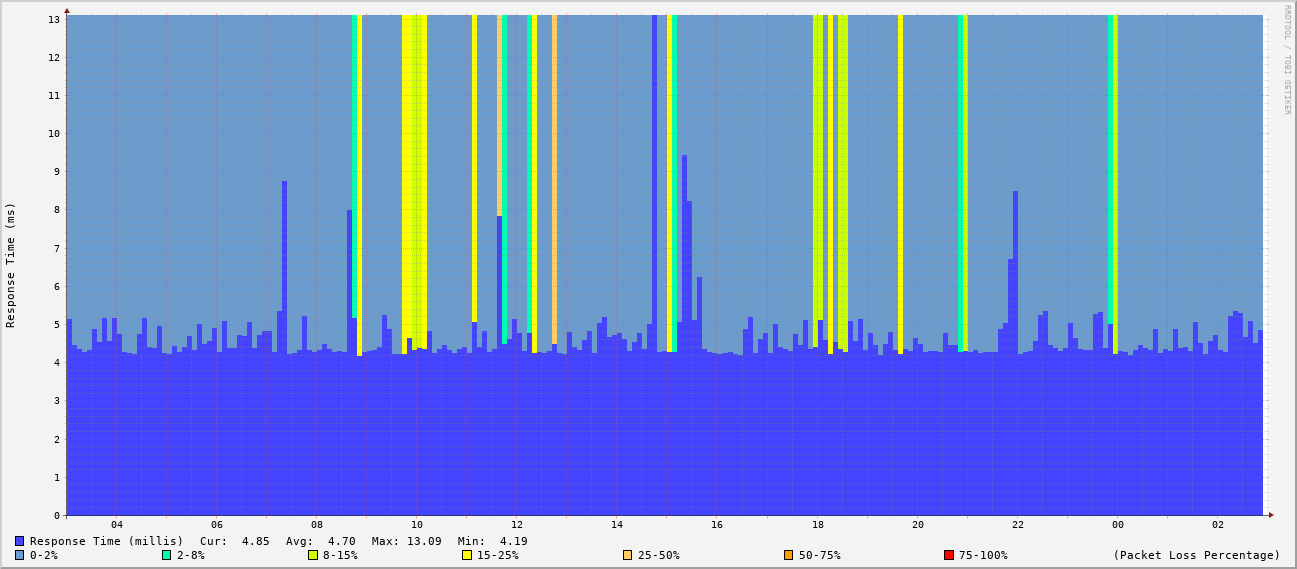 RRDTOOL / TOBI OETIKER
Response Time (ms)
13
12
11
10
9
8
7
6
5
4
3
2
1
0
04 06 08 10 12 14 16 18 20 22 00 02
Response Time (millis) Cur: 4.85 Avg: 4.70 Max: 13.09 Min: 4.19
0-2% 2-8% 8-15% 15-25% 25-50% 50-75% 75-100% (Packet Loss Percentage)